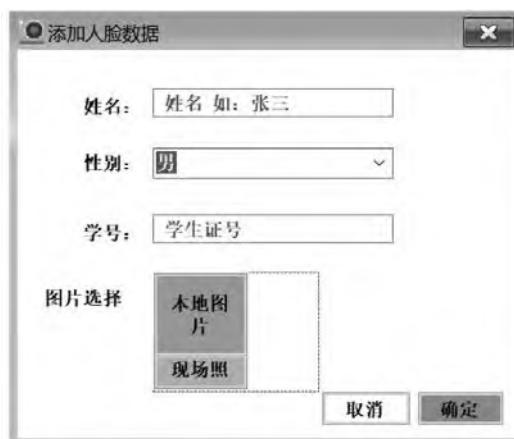 添加人脸数据
姓名： 姓名 如：张三
性别： 男
学号： 学生证号
图片选择
本地图
片
现场照
取消 确定